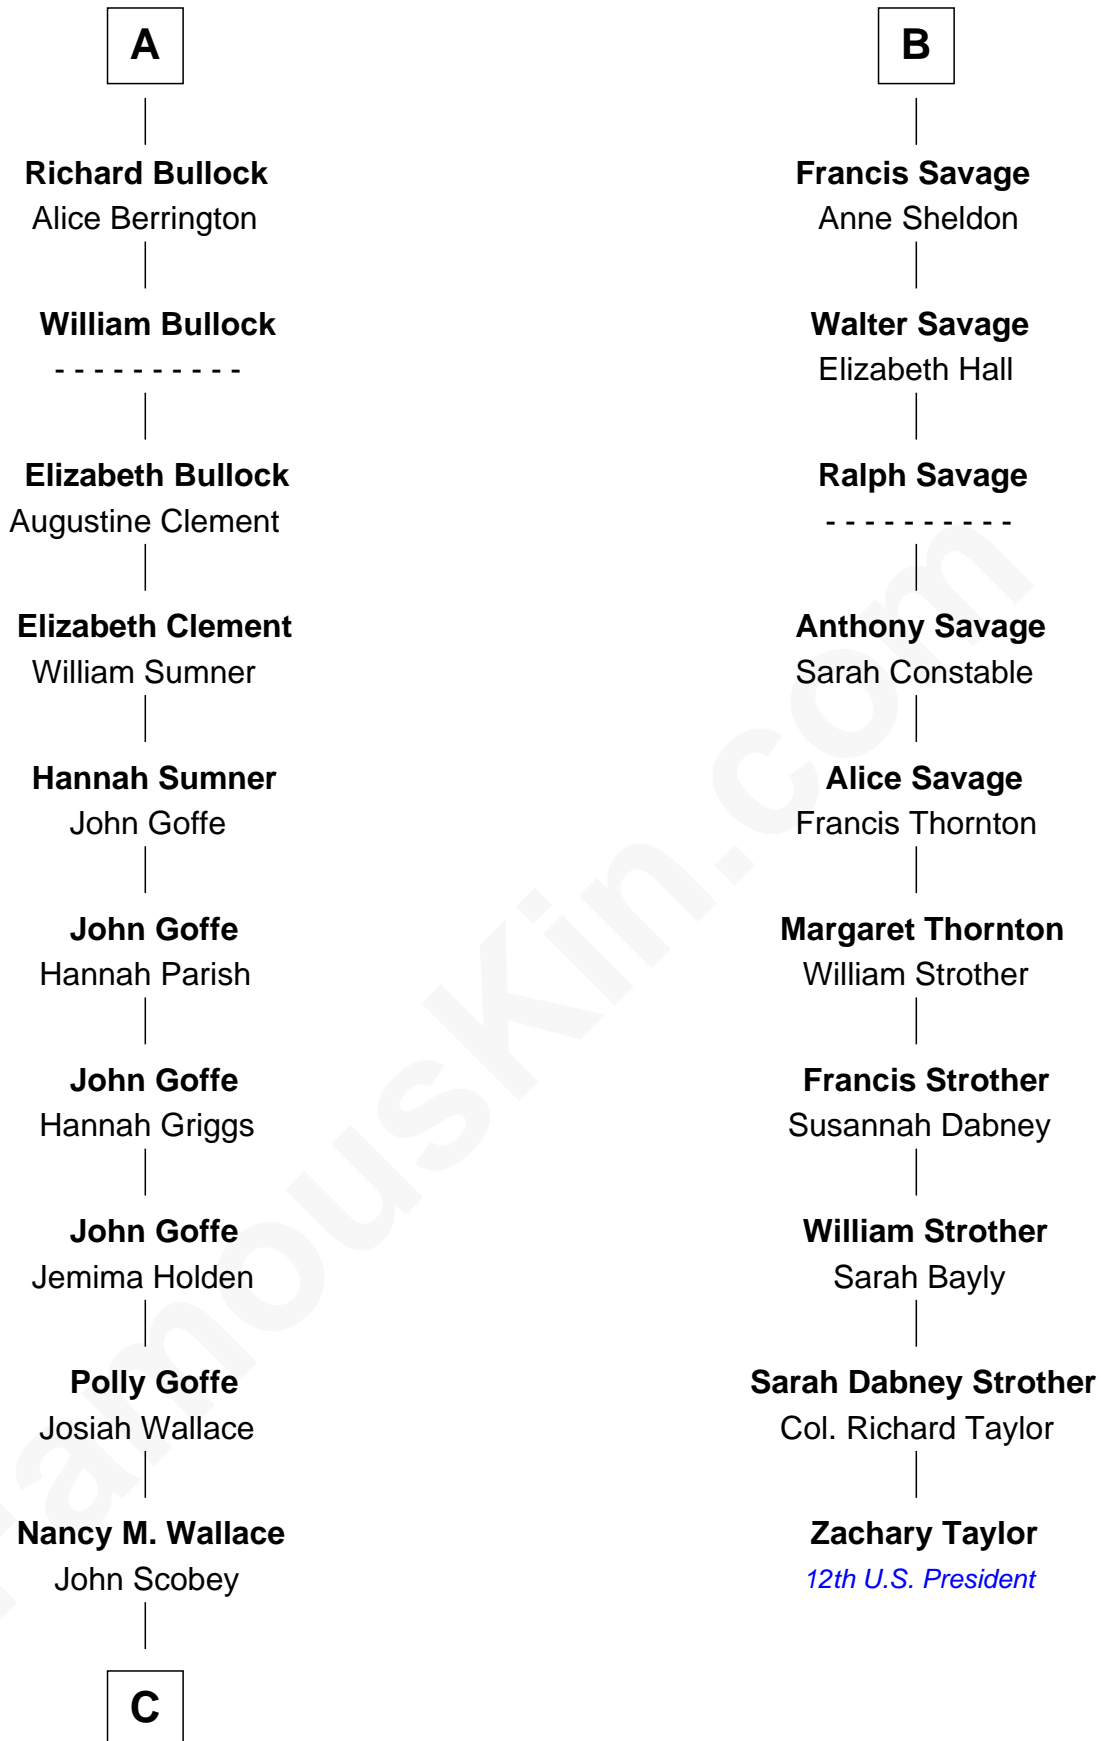 A
Richard Bullock
Alice Berrington
William Bullock
- - - - - - - - - -
Elizabeth Bullock
Augustine Clement
Elizabeth Clement
William Sumner
Hannah Sumner
John Goffe
John Goffe
Hannah Parish
John Goffe
Hannah Griggs
John Goffe
Jemima Holden
Polly Goffe
Josiah Wallace
Nancy M. Wallace
John Scobey
C
B
Francis Savage
Anne Sheldon
Walter Savage
Elizabeth Hall
Ralph Savage
- - - - - - - - - -
Anthony Savage
Sarah Constable
Alice Savage
Francis Thornton
Margaret Thornton
William Strother
Francis Strother
Susannah Dabney
William Strother
Sarah Bayly
Sarah Dabney Strother
Col. Richard Taylor
Zachary Taylor
12th U.S. President
FamousKin.com